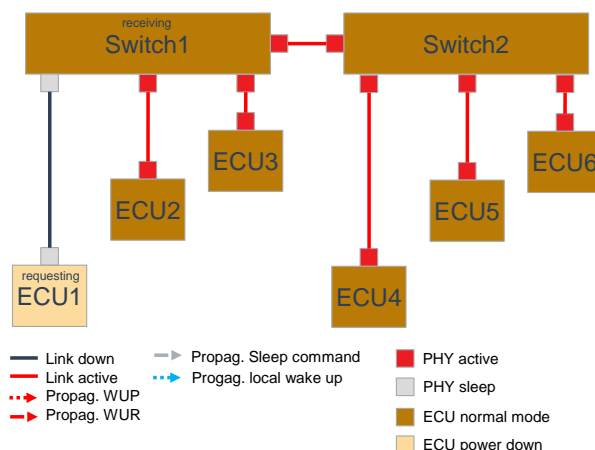 receiving
Switch1
Switch2
ECU3
ECU6
ECU2
ECU5
requesting
ECU1
ECU4
Link down
Propag. Sleep command
PHY active
Link active
Progag. local wake up
PHY sleep
Propag. WUP
Propag. WUR
ECU normal mode
ECU power down